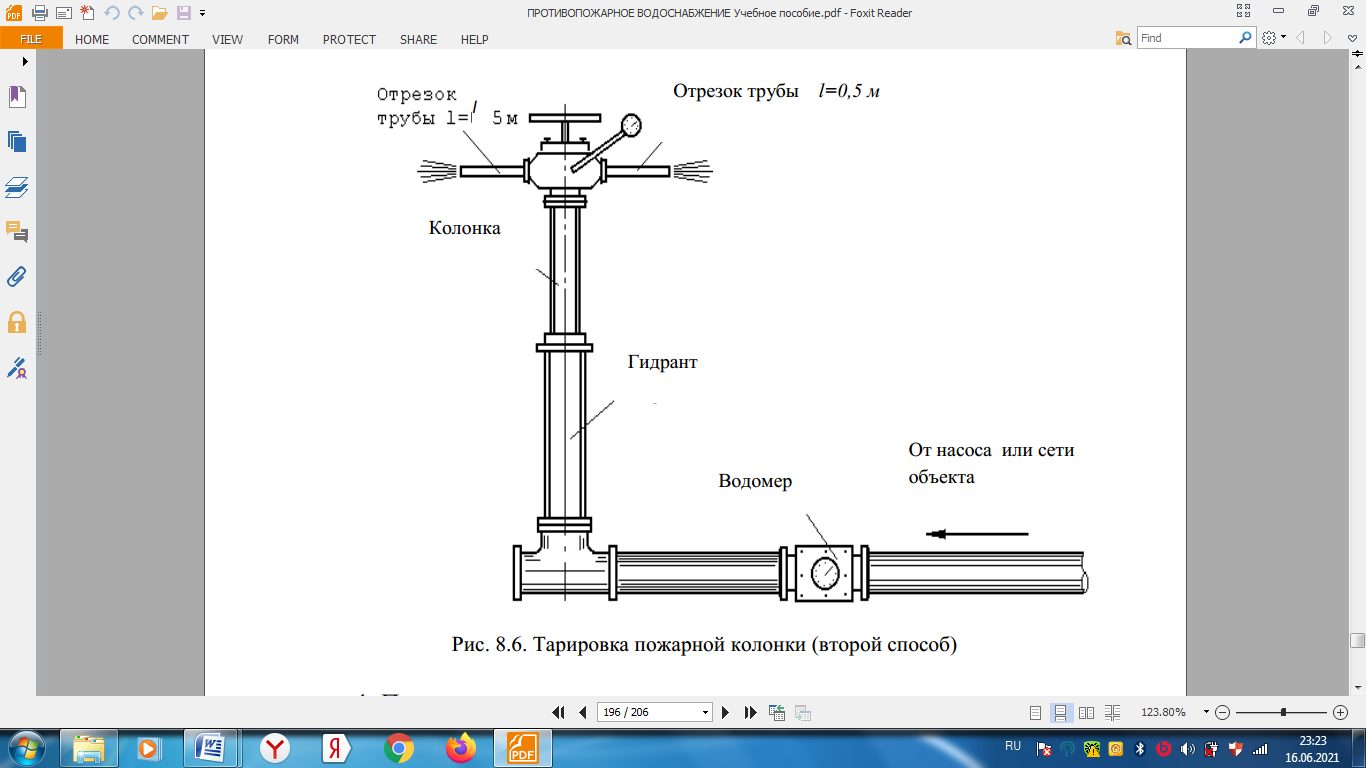 ПРОТИВОПОЖАРНОЕ ВОДОСНАБЖЕНИЕ Учебное пособие.pdf - Foxit Reader
FILE HOME COMMENT VIEW FORM PROTECT SHARE HELP
Find
Отрезок
трубы l= 5 м
l
Отрезок трубы l=0,5 м
Колонка
Гидрант
От насоса или сети
объекта
Водомер
Рис. 8.6. Тарировка пожарной колонки (второй способ)
196 / 206
123.80%
RU
23:23
16.06.2021
PDF